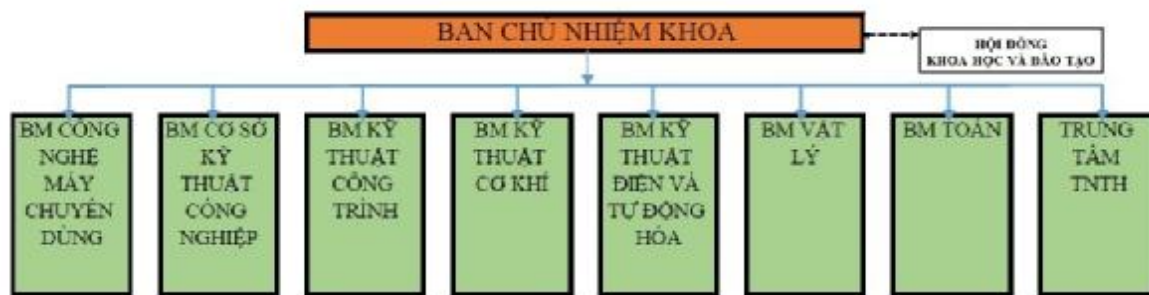 BAN CHỦ NHIỆM KHOA
HỘI ĐỒNG
KHOA HỌC VÀ ĐÀO TẠO
BM CÔNG
NGHỆ
MÁY
CHUYÊN
DÙNG
BM CƠ SỞ
KỸ
THUẬT
CÔNG
NGHIỆP
BM KỸ
THUẬT
CÔNG
TRÌNH
BM KỸ
THUẬT
CƠ KHÍ
BM KỸ
THUẬT
ĐIỆN VÀ
TỰ ĐỘNG
HÓA
BM VẬT
LÝ
BM TOÁN
TRUNG
TÂM
TNTH